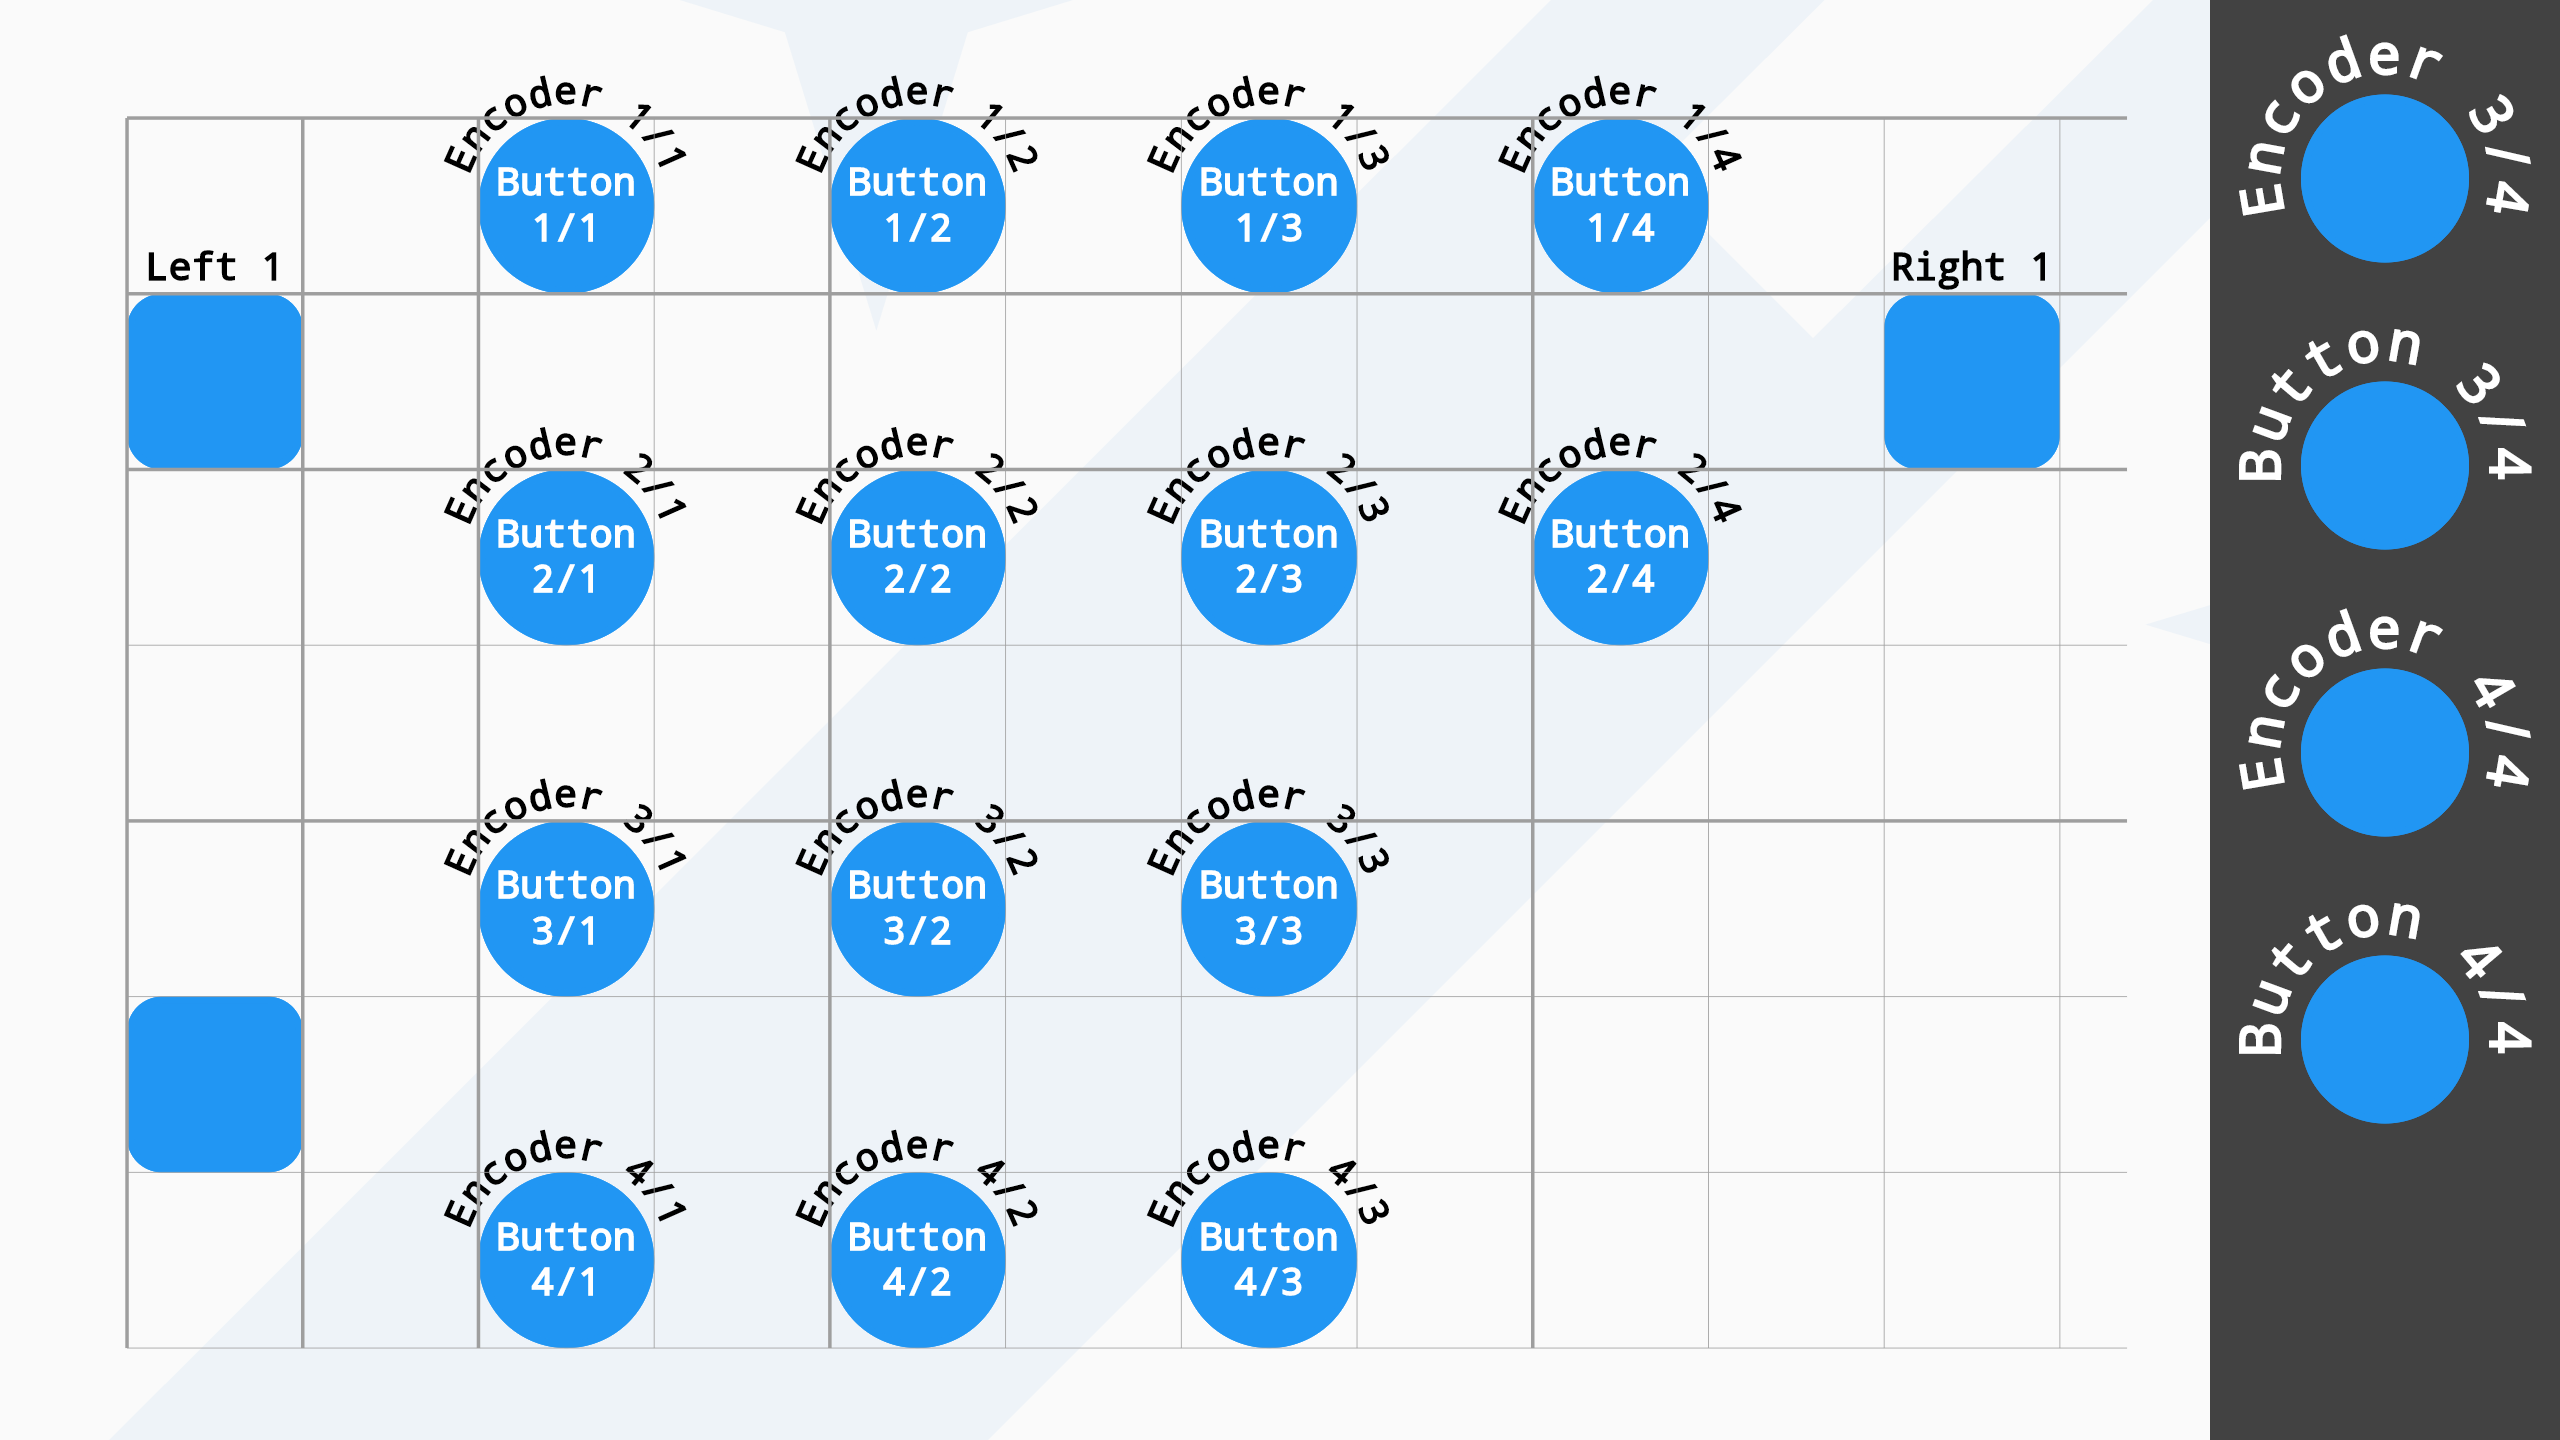 Encoder 1/1
Button
1/1
Encoder 1/2
Button
1/2
Encoder 1/3
Button
1/3
Encoder 1/4
Button
1/4
Left 1
Right 1
Encoder 2/1
Button
2/1
Encoder 2/2
Button
2/2
Encoder 2/3
Button
2/3
Encoder 2/4
Button
2/4
Encoder 3/1
Button
3/1
Encoder 3/2
Button
3/2
Encoder 3/3
Button
3/3
Encoder 4/1
Button
4/1
Encoder 4/2
Button
4/2
Encoder 4/3
Button
4/3
Encoder 3/4
Button 3/4
Encoder 4/4
Button 4/4